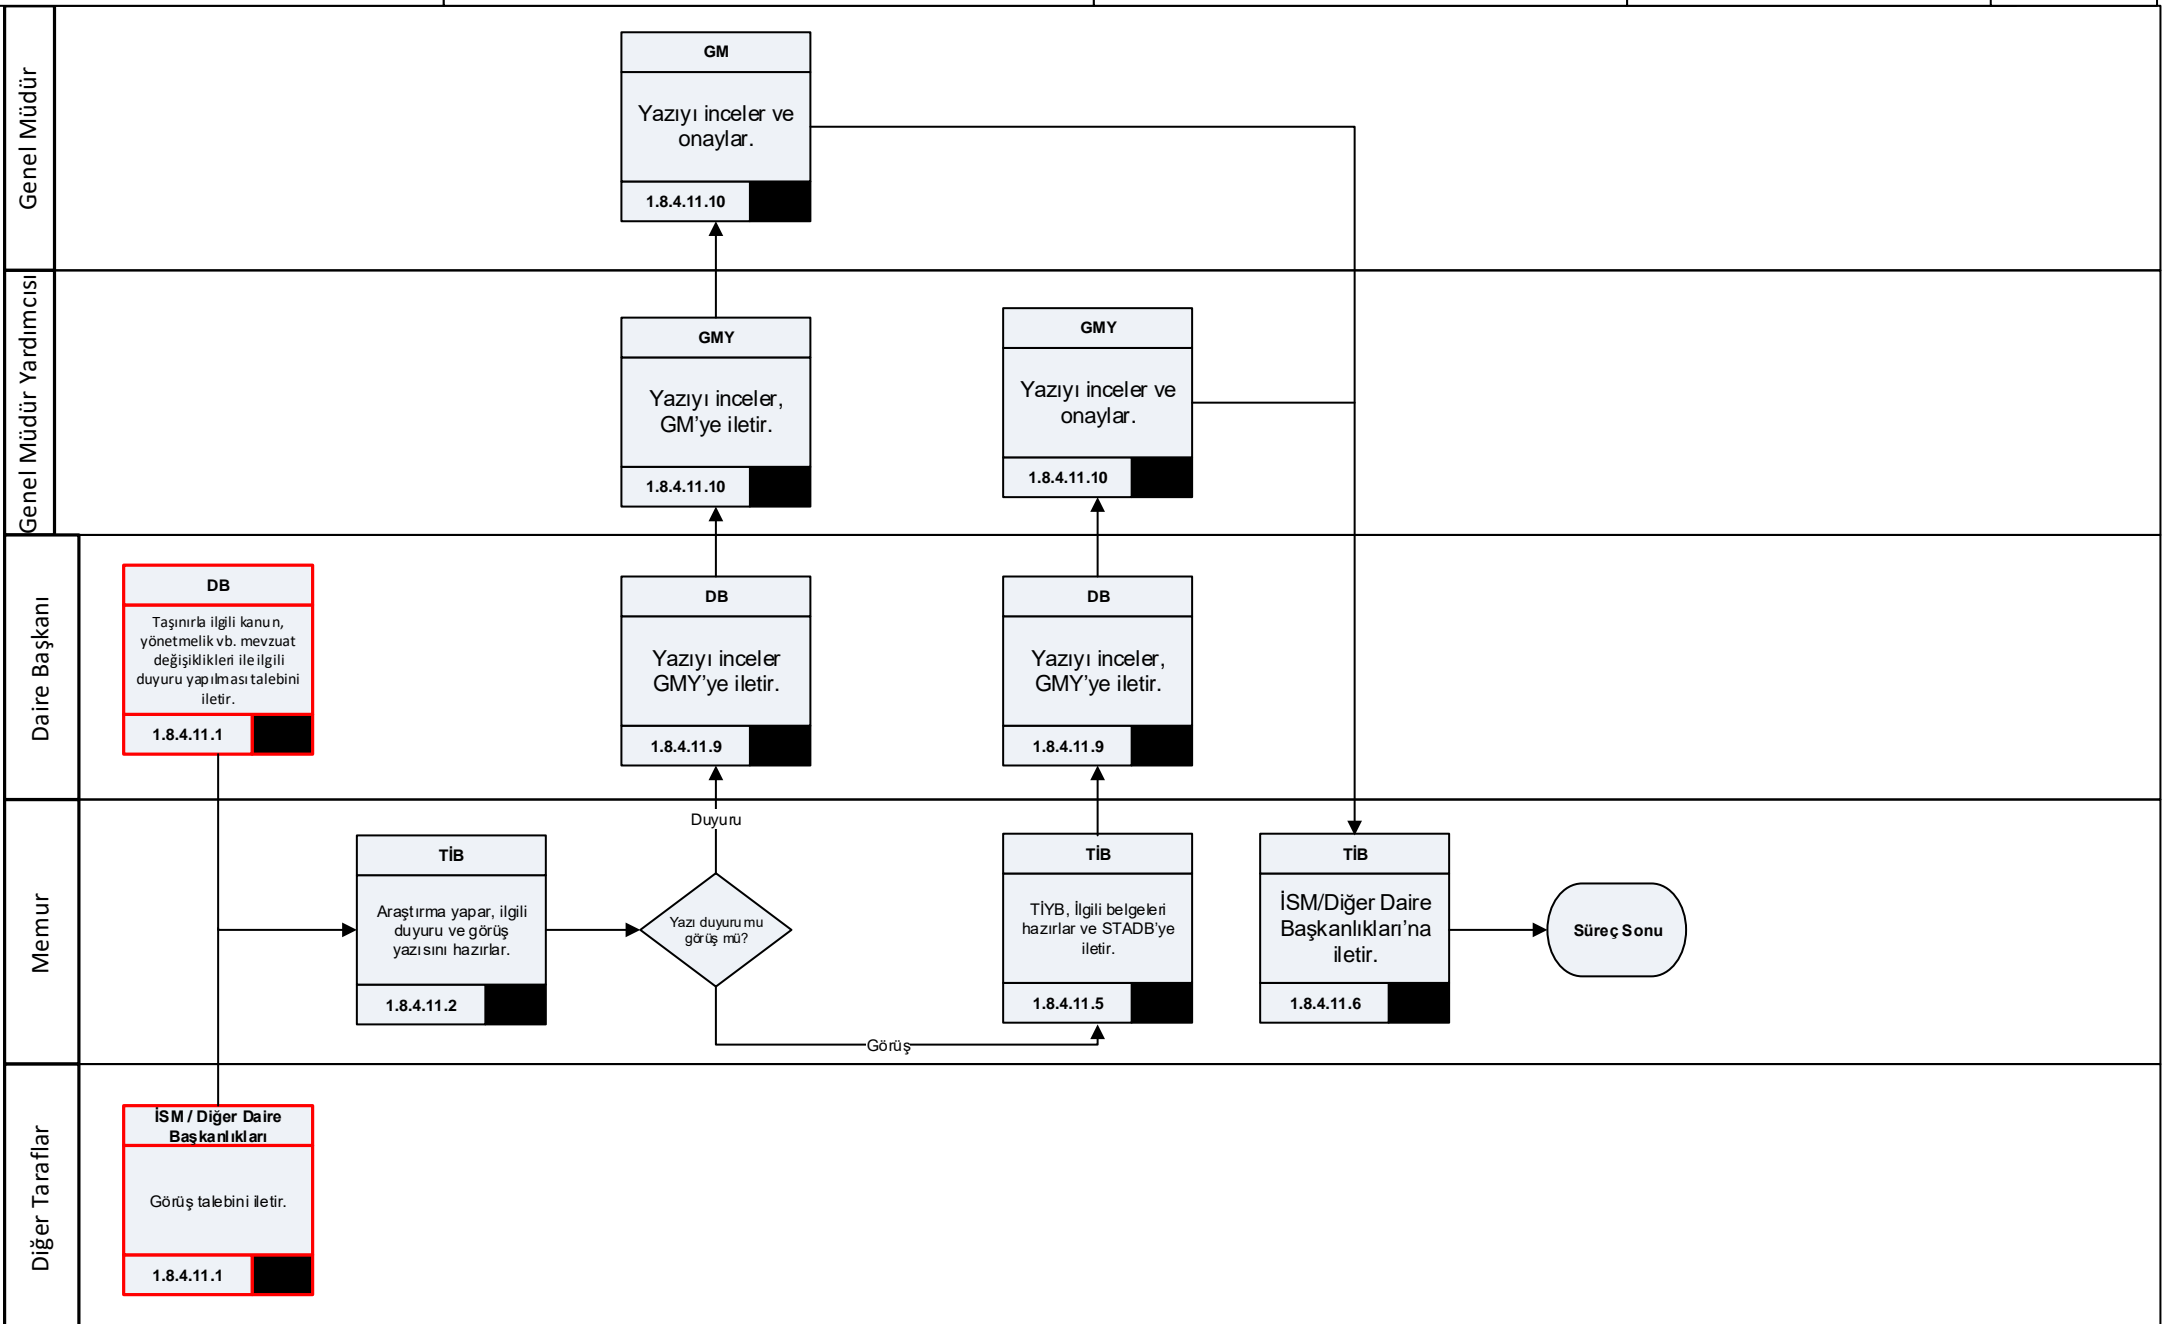 Genel Müdür
GM
Yazıyı inceler ve
onaylar.
1.8.4.11.10
Genel Müdür Yardımcısı
GMY
Yazıyı inceler,
GM'ye iletir.
1.8.4.11.10
GMY
Yazıyı inceler ve
onaylar.
1.8.4.11.10
Daire Başkanı
DB
Taşınırla ilgili kanun,
yönetmelik vb. mevzuat
değişiklikleri ile ilgili
duyuru yapılması talebini
iletir.
1.8.4.11.1
DB
Yazıyı inceler
GMY'ye iletir.
1.8.4.11.9
DB
Yazıyı inceler,
GMY'ye iletir.
1.8.4.11.9
Memur
TİB
Araştırma yapar, ilgili
duyuru ve görüş
yazısını hazırlar.
1.8.4.11.2
Duyuru
Yazı duyuru mu
görüş mü?
Görüş
TİB
TİYB, İlgili belgeleri
hazırlar ve STADB'ye
iletir.
1.8.4.11.5
TİB
İSM/Diğer Daire
Başkanlıkları'na
iletir.
1.8.4.11.6
Süreç Sonu
Diğer Taraflar
İSM / Diğer Daire
Başkanlıkları
Görüş talebini iletir.
1.8.4.11.1